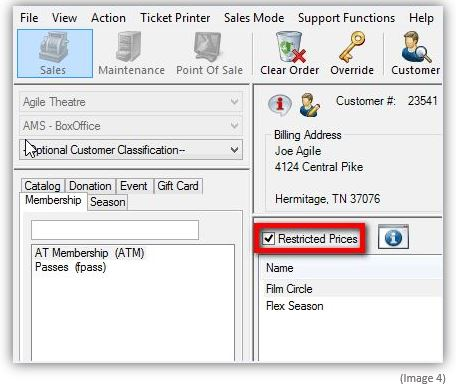 File View Action Ticket Printer Sales Mode Support Functions Help
Sales Maintenance Point Of Sale Clear Order Override Customer
Agile Theatre
AMS - BoxOffice
--Optional Customer Classification--
Catalog Donation Event Gift Card
Membership Season
AT Membership (ATM)
Passes (fpass)
Customer #: 23541
Billing Address
Joe Agile
4124 Central Pike
Hermitage, TN 37076
Restricted Prices
Name
Film Circle
Flex Season
(Image 4)